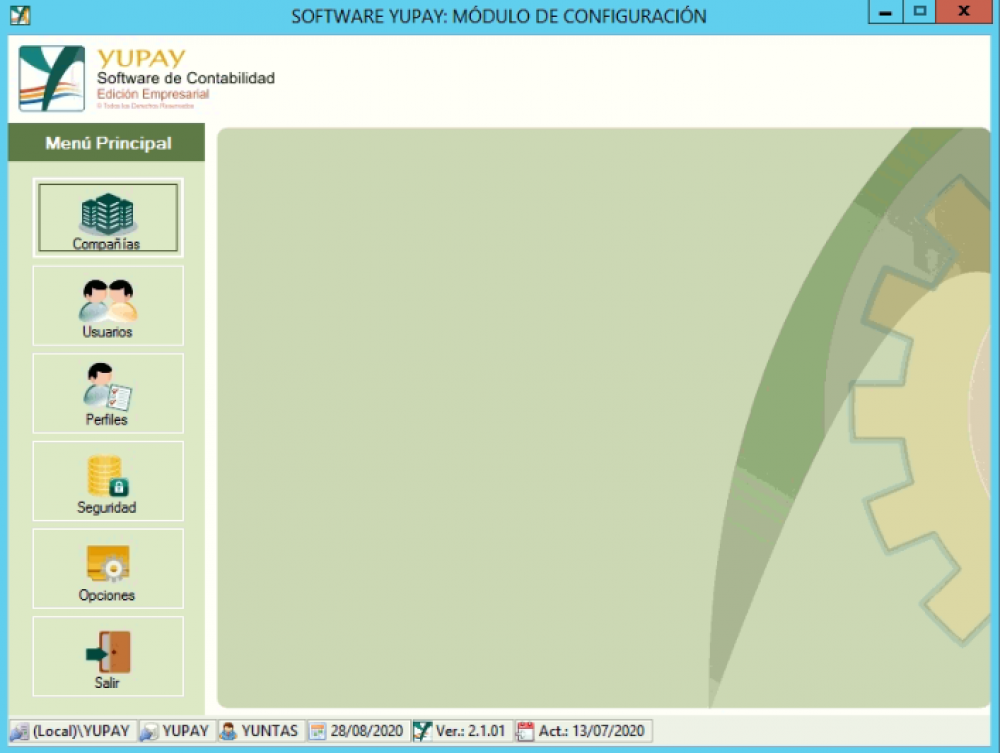 SOFTWARE YUPAY: MÓDULO DE CONFIGURACIÓN
YUPAY
Software de Contabilidad
Edición Empresarial
© Todos los Derechos Reservados
Menú Principal
Compañías
Usuarios
Perfiles
Seguridad
Opciones
Salir
(Local)\YUPAY YUPAY YUNTAS 28/08/2020 Ver.: 2.1.01 Act.: 13/07/2020